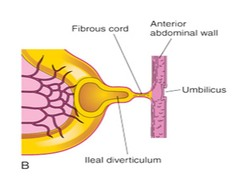 Fibrous cord
Anterior
abdominal wall
Umbilicus
Ileal diverticulum
B